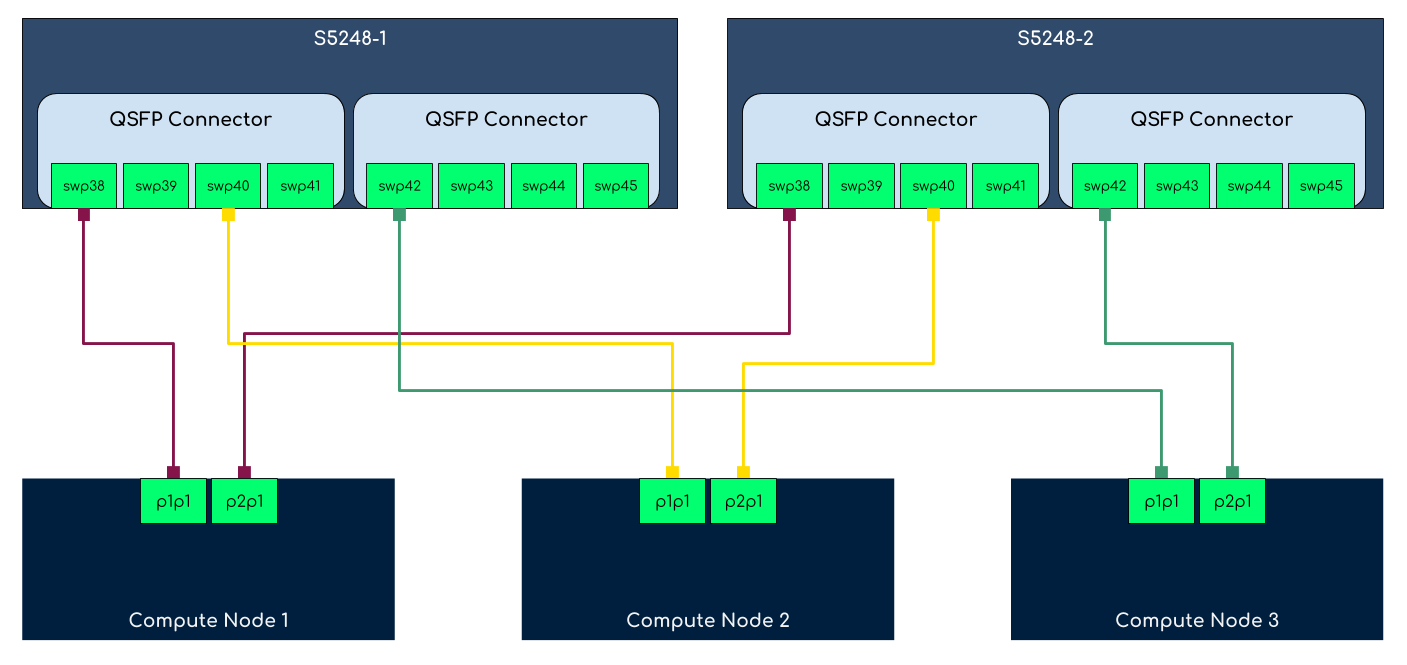 S5248-1
S5248-2
QSFP Connector
QSFP Connector
QSFP Connector
QSFP Connector
swp38
swp39
swp40
swp41
swp42
swp43
swp44
swp45
swp38
swp39
swp40
swp41
swp42
swp43
swp44
swp45
p1p1
p2p1
p1p1
p2p1
p1p1
p2p1
Compute Node 1
Compute Node 2
Compute Node 3